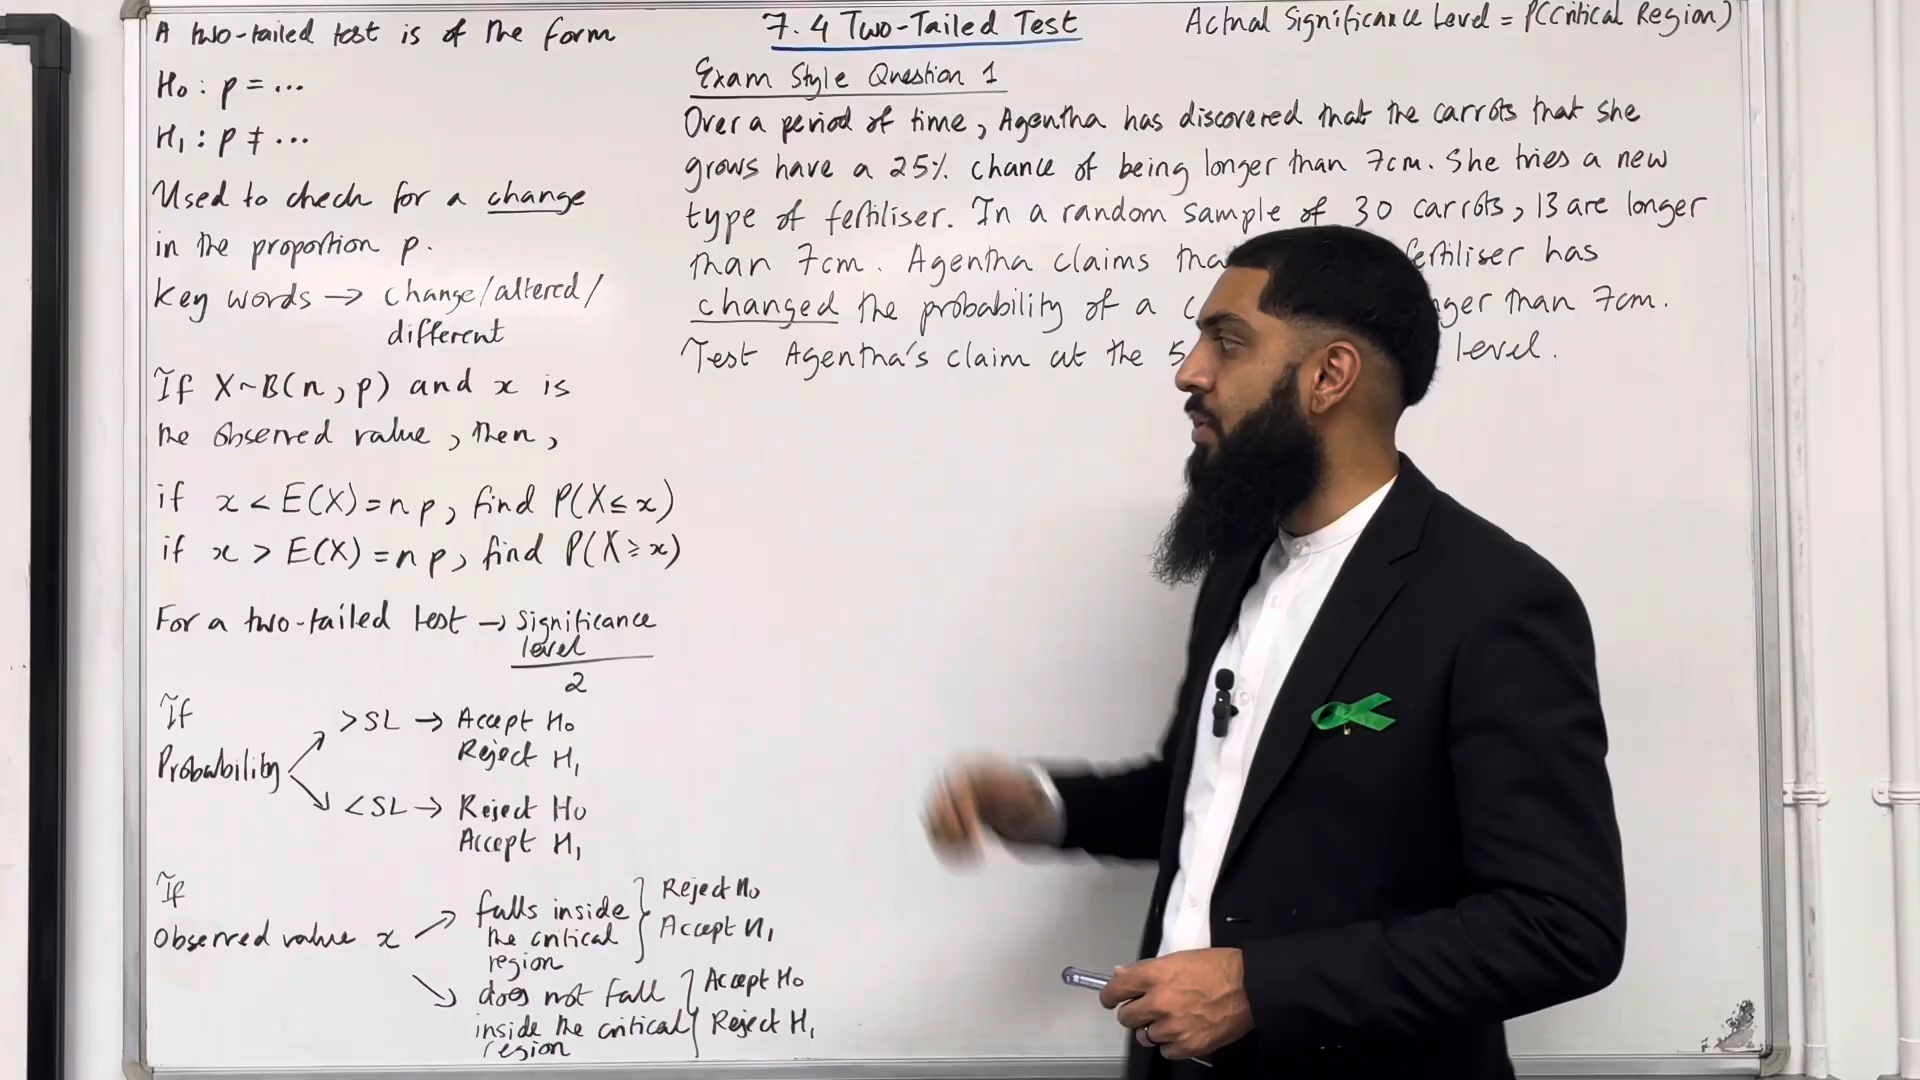 7.4 Two-Tailed Test
Actual Significance Level = P(Critical Region)
A two-tailed test is of the form
H₀ : p = ...
H₁ : p ≠ ...
Used to check for a change
in the proportion p.
Key words → change/altered/
different
If X~B(n, p) and x is
the observed value, then,
if x < E(X) = np, find P(X ≤ x)
if x > E(X) = np, find P(X ≥ x)
For a two-tailed test → Significance
level
2
If
Probability
> SL → Accept H₀
Reject H₁
< SL → Reject H₀
Accept H₁
If
Observed value x
falls inside
the critical
region
Reject H₀
Accept H₁
does not fall
inside the critical
region
Accept H₀
Reject H₁
Exam Style Question 1
Over a period of time, Agentha has discovered that the carrots that she
grows have a 25% chance of being longer than 7cm. She tries a new
type of fertiliser. In a random sample of 30 carrots, 13 are longer
than 7cm. Agentha claims fertiliser has
changed the probability of a than 7cm.
Test Agentha's claim at the 5 level.